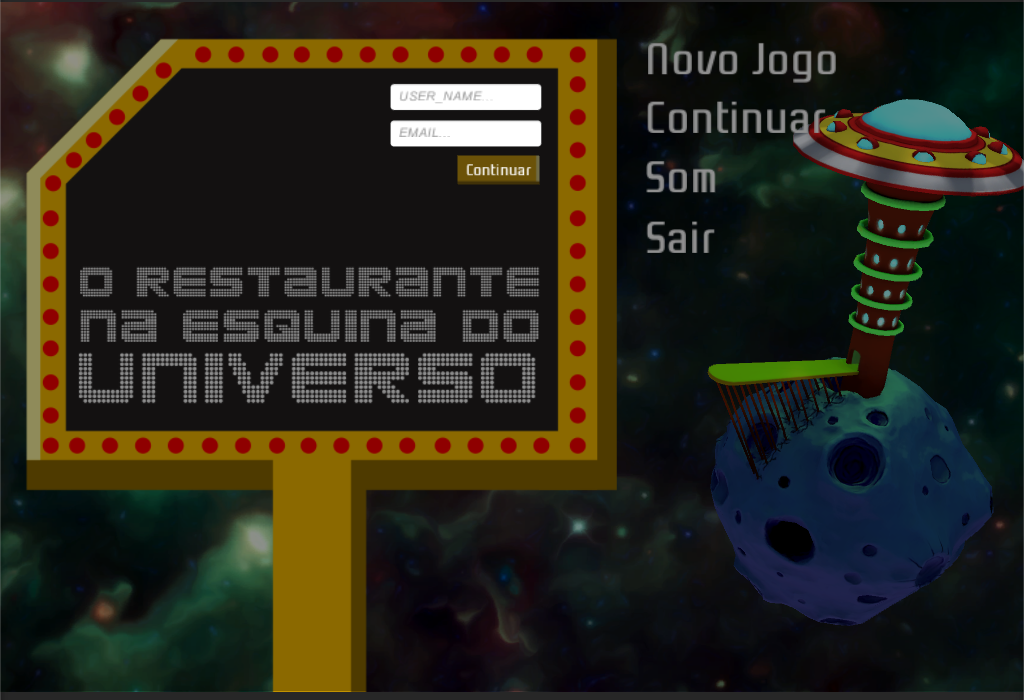 USER_NAME...
EMAIL...
Continuar
O RESTAURANTE
NA ESQUINA DO
UNIVERSO
Novo Jogo
Continuar
Som
Sair